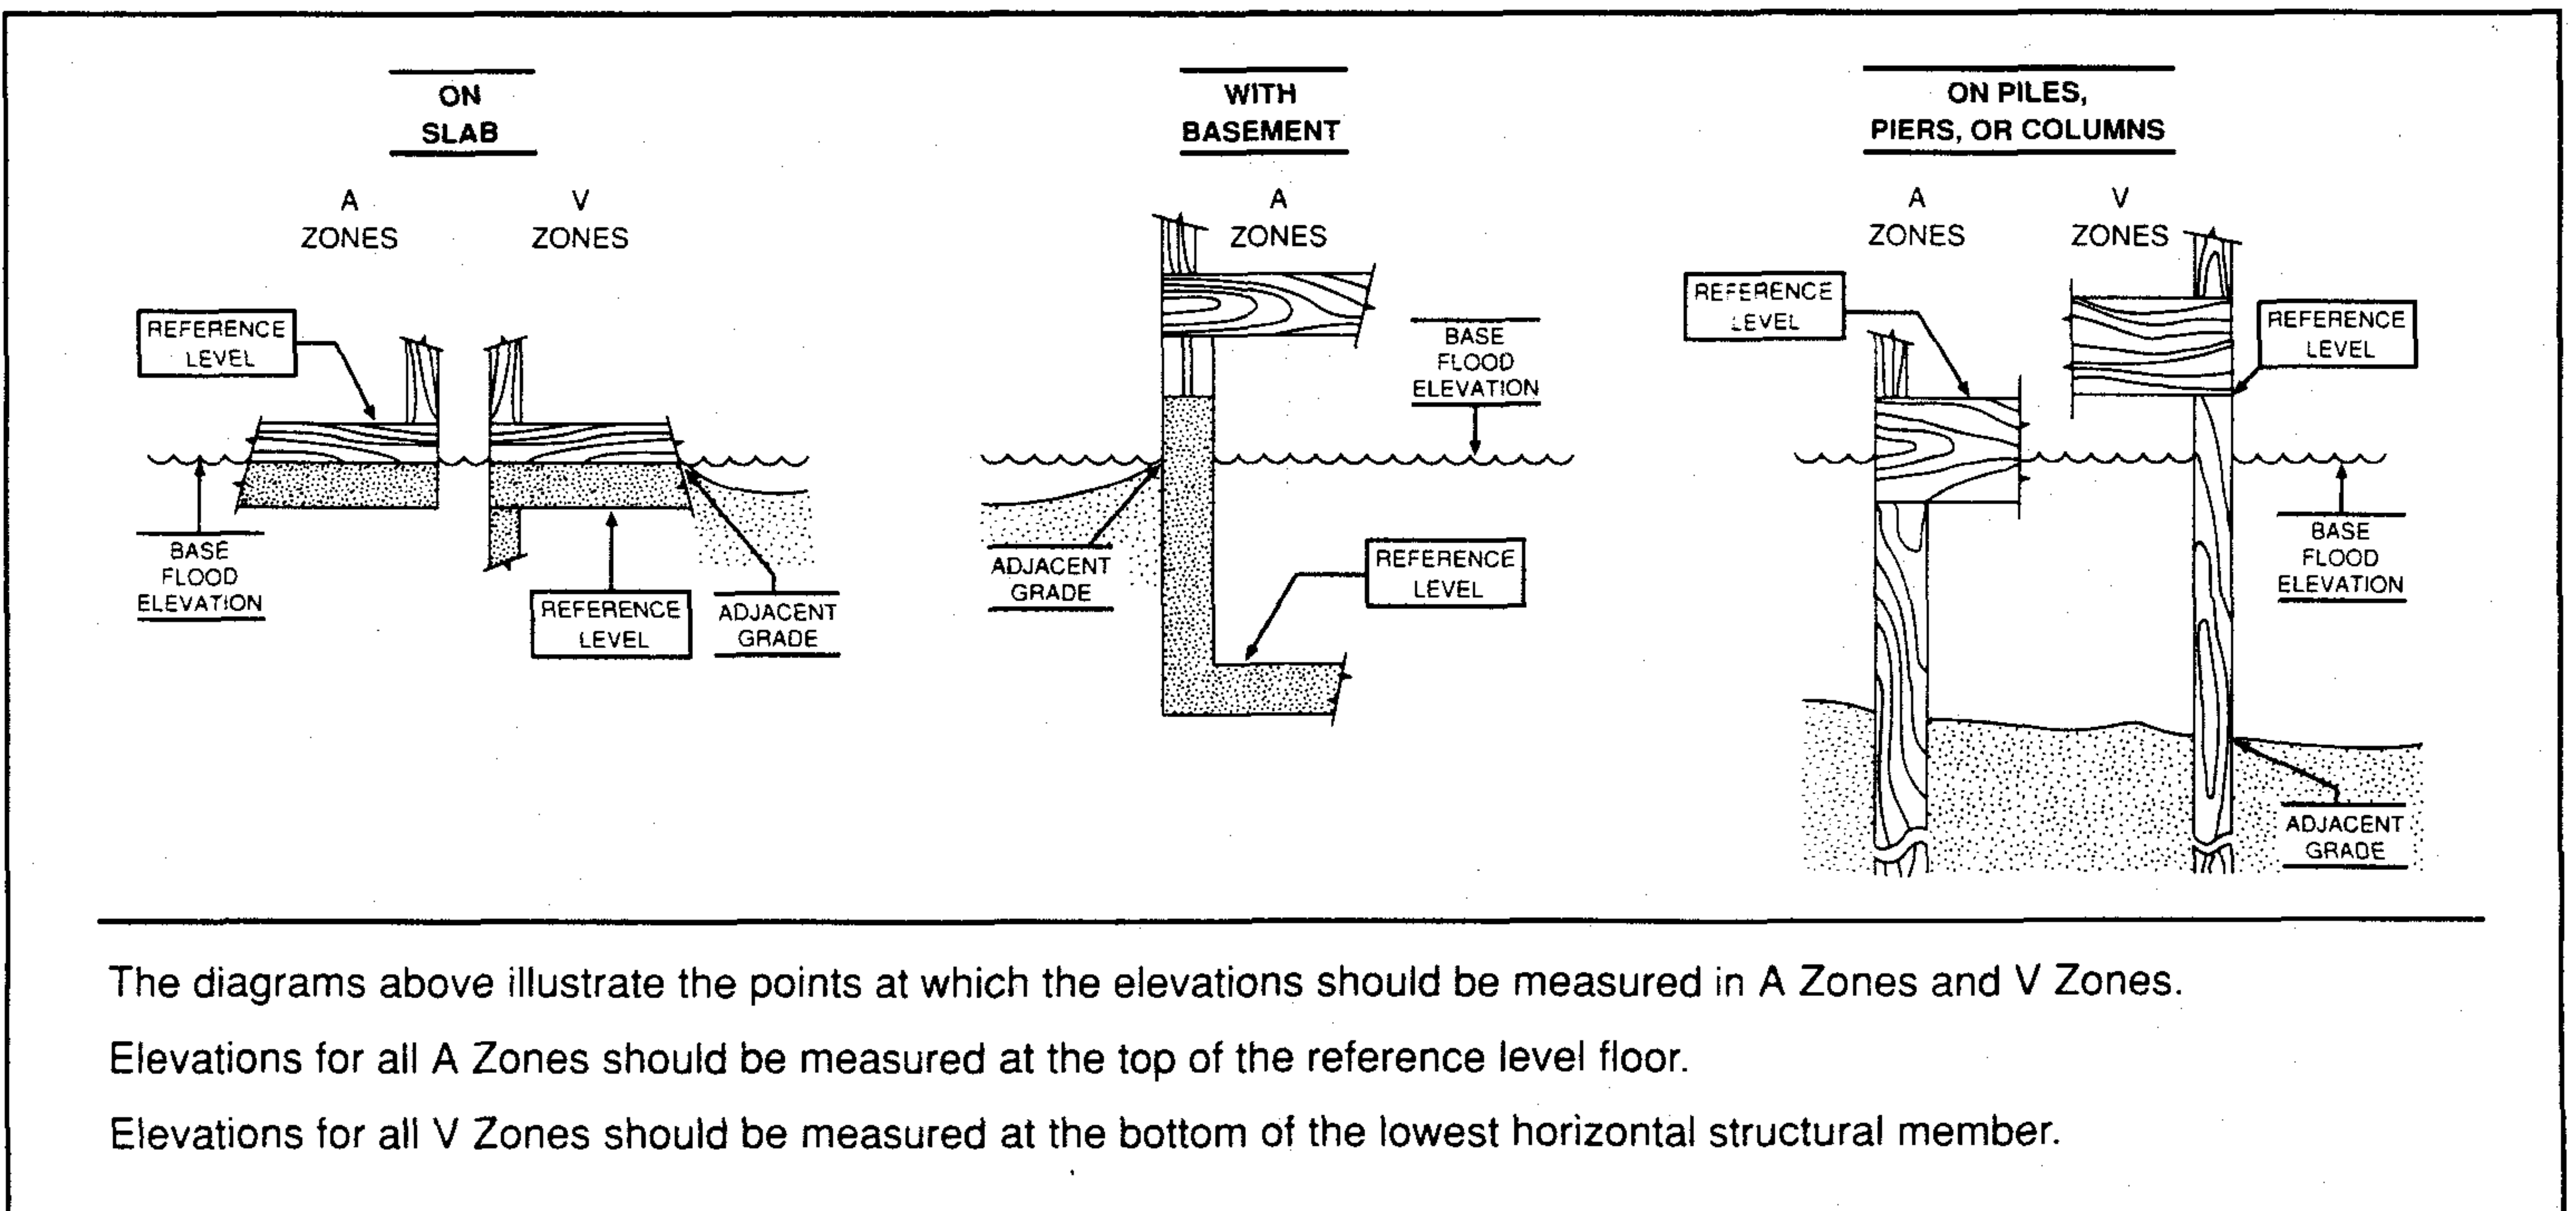 ON
SLAB
A
ZONES
V
ZONES
REFERENCE
LEVEL
BASE
FLOOD
ELEVATION
REFERENCE
LEVEL
ADJACENT
GRADE
WITH
BASEMENT
A
ZONES
BASE
FLOOD
ELEVATION
ADJACENT
GRADE
REFERENCE
LEVEL
ON PILES,
PIERS, OR COLUMNS
A
ZONES
V
ZONES
REFERENCE
LEVEL
REFERENCE
LEVEL
BASE
FLOOD
ELEVATION
ADJACENT
GRADE
The diagrams above illustrate the points at which the elevations should be measured in A Zones and V Zones.
Elevations for all A Zones should be measured at the top of the reference level floor.
Elevations for all V Zones should be measured at the bottom of the lowest horizontal structural member.